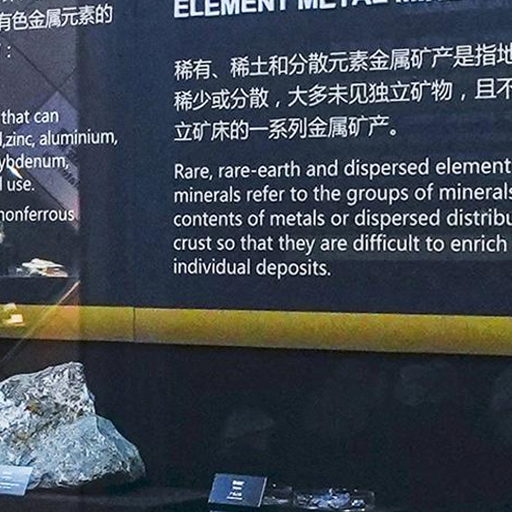 有色金属元素的
:
that can
zinc, aluminium,
use.
nonferrous
ELEMENT METAL
稀有、稀土和分散元素金属矿产是指地
稀少或分散，大多未见独立矿物，且不
立矿床的一系列金属矿产。
Rare, rare-earth and dispersed element
minerals refer to the groups of minerals
contents of metals or dispersed distribu
crust so that they are difficult to enrich
individual deposits.